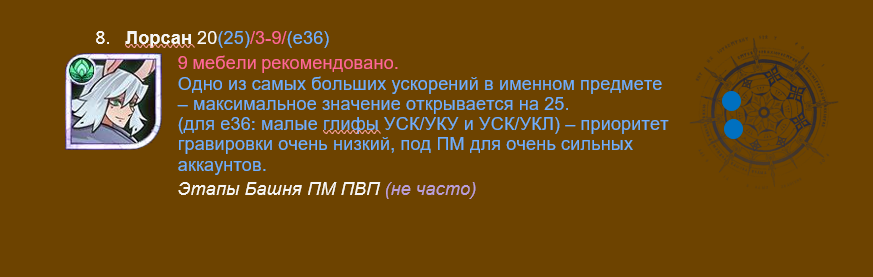 8. Лорсан 20(25)/3-9/(е36)
9 мебели рекомендовано.
Одно из самых больших ускорений в именном предмете
– максимальное значение открывается на 25.
(для е36: малые глифы УСК/УКУ и УСК/УКЛ) – приоритет
гравировки очень низкий, под ПМ для очень сильных
аккаунтов.
Этапы Башня ПМ ПВП (не часто)